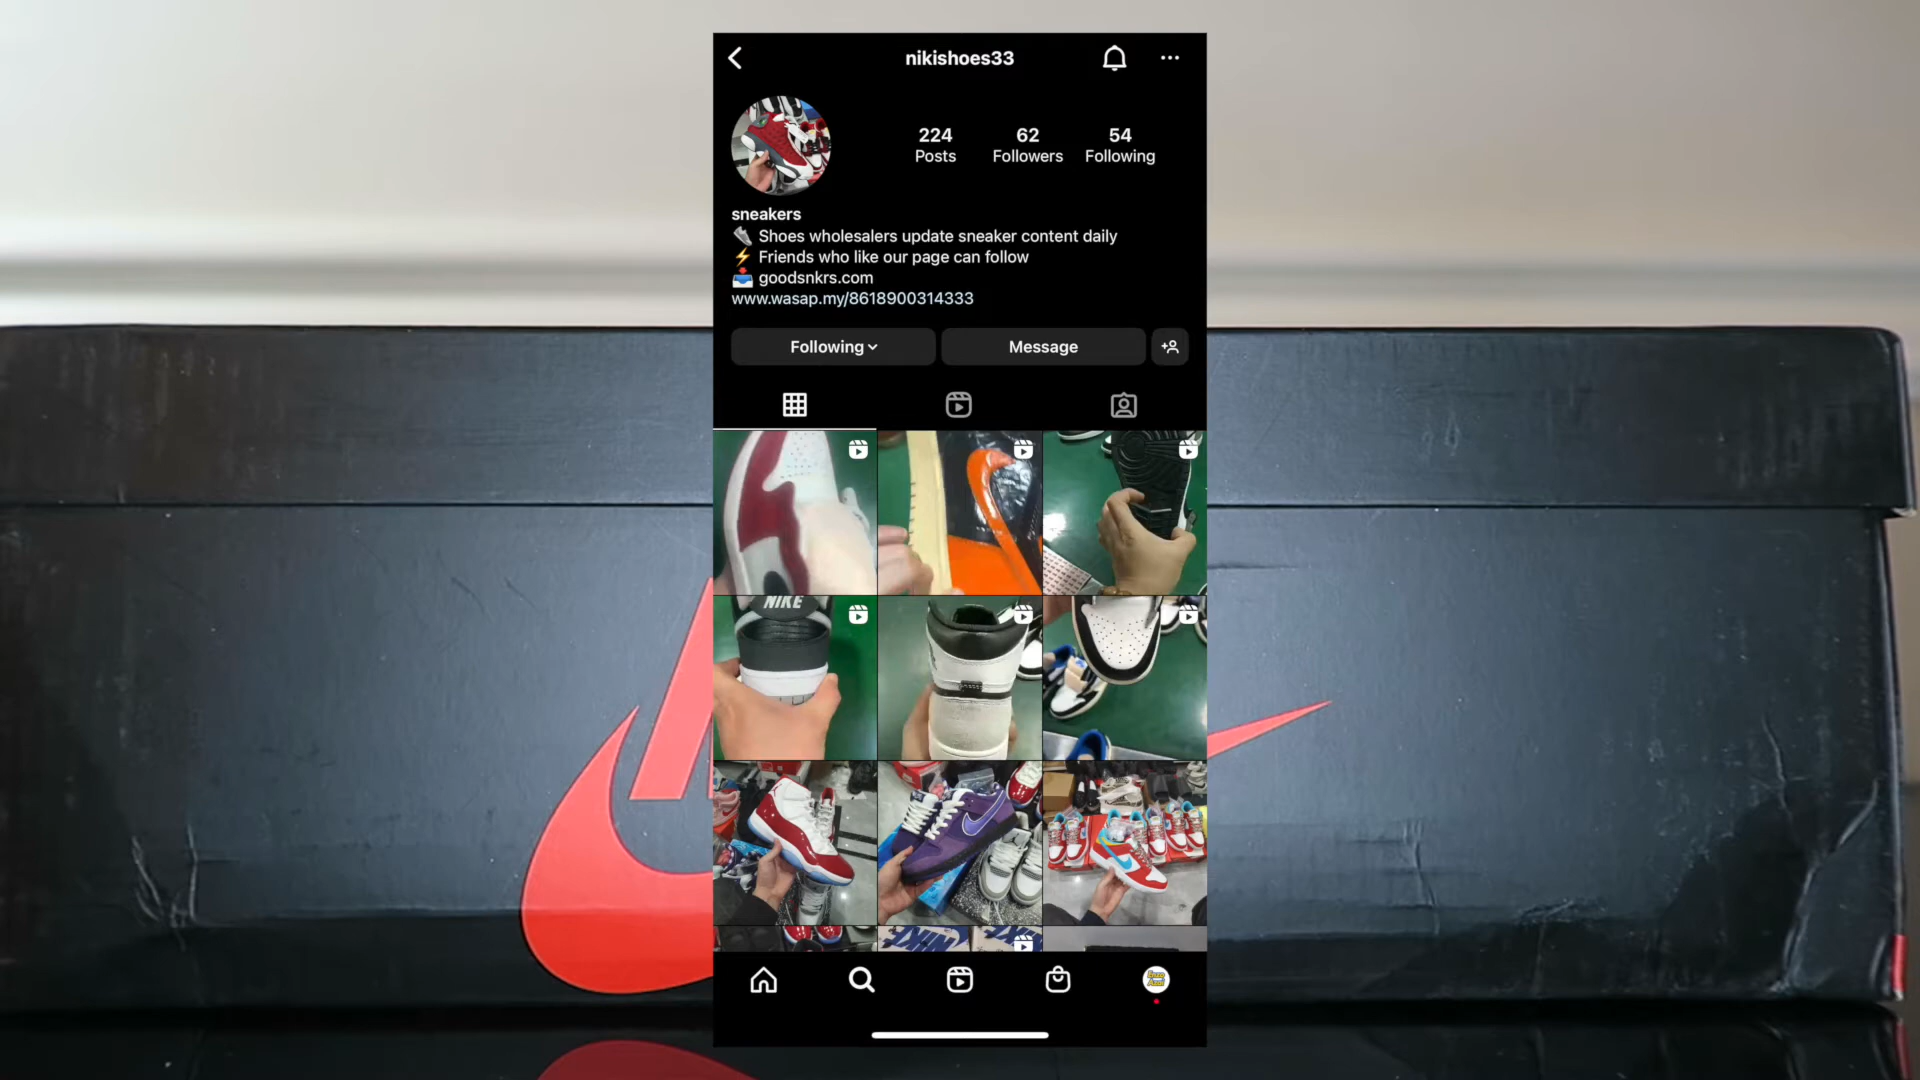 nikishoes33
224
Posts
62
Followers
54
Following
sneakers
Shoes wholesalers update sneaker content daily
Friends who like our page can follow
goodsnkrs.com
www.wasap.my/8618900314333
Following
Message
NIKE
NIKE